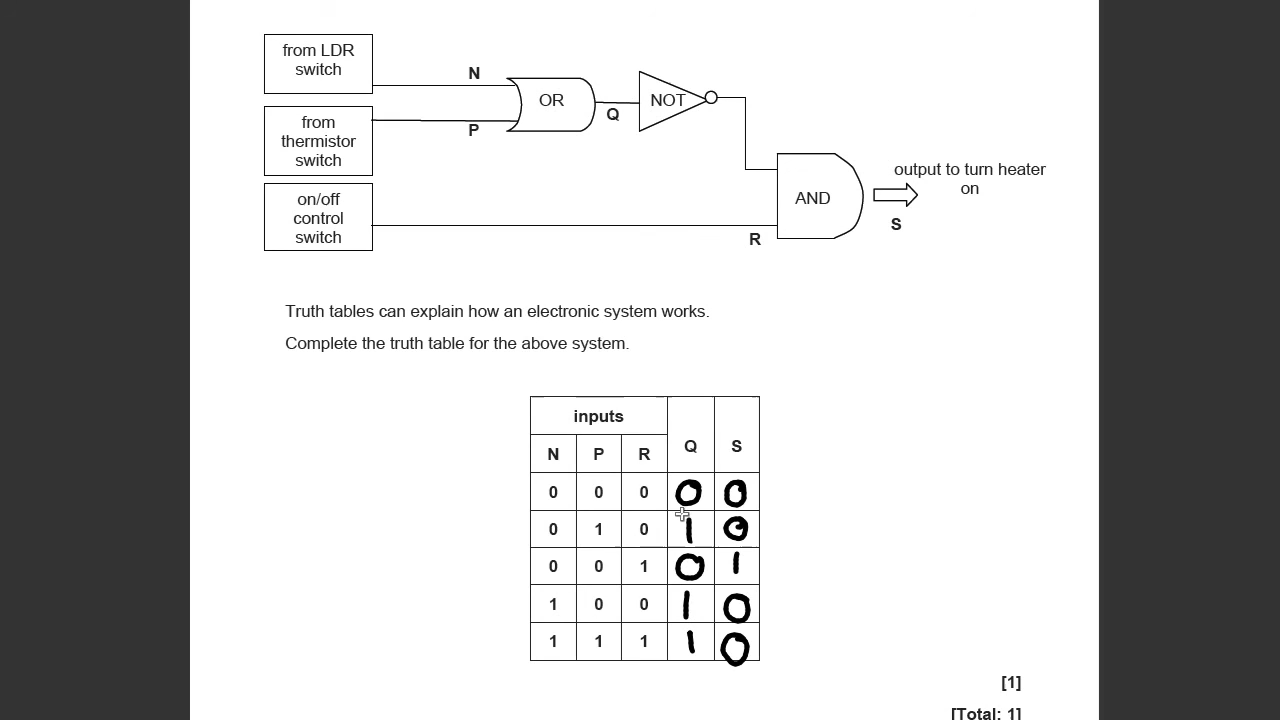 from LDR
switch
N
OR
Q
NOT
from
thermistor
switch
P
on/off
control
switch
R
AND
output to turn heater
on
S
Truth tables can explain how an electronic system works.
Complete the truth table for the above system.
inputs
Q S
N P R
0 0 0 0 0
0 1 0 1 0
0 0 1 0 1
1 0 0 1 0
1 1 1 1 0
[1]
[Total: 1]